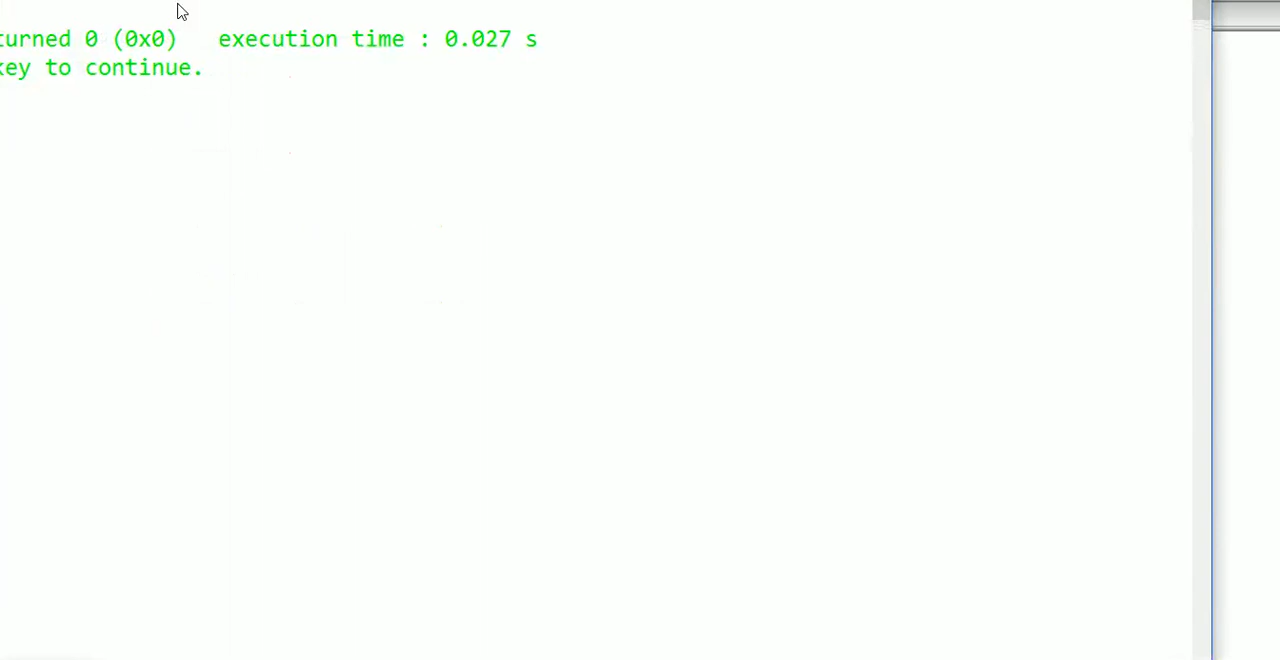 turned 0 (0x0)   execution time : 0.027 s
key to continue.